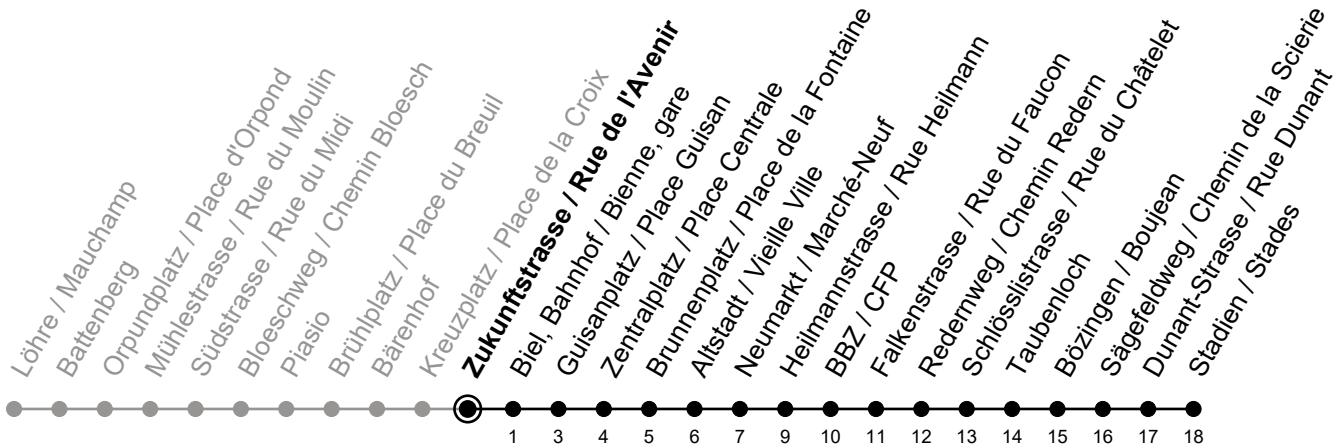 Löhre / Mauchamp
Battenberg
Orpundplatz / Place d'Orpond
Mühlestrasse / Rue du Moulin
Südstrasse / Rue du Midi
Bloeschweg / Chemin Bloesch
Piasio
Brühlplatz / Place du Breuil
Bärenhof
Kreuzplatz / Place de la Croix
Zukunftstrasse / Rue de l'Avenir
Biel, Bahnhof / Bienne, gare
Guisanplatz / Place Guisan
Zentralplatz / Place Centrale
Brunnenplatz / Place de la Fontaine
Altstadt / Vieille Ville
Neumarkt / Marché-Neuf
Heilmannstrasse / Rue Heilmann
BBZ / CFP
Falkenstrasse / Rue du Faucon
Redernweg / Chemin Redern
Schlösslistrasse / Rue du Châtelet
Taubenloch
Bözingen / Boujean
Sägefeldweg / Chemin de la Scierie
Dunant-Strasse / Rue Dunant
Stadien / Stades
1 3 4 5 6 7 9 10 11 12 13 14 15 16 17 18